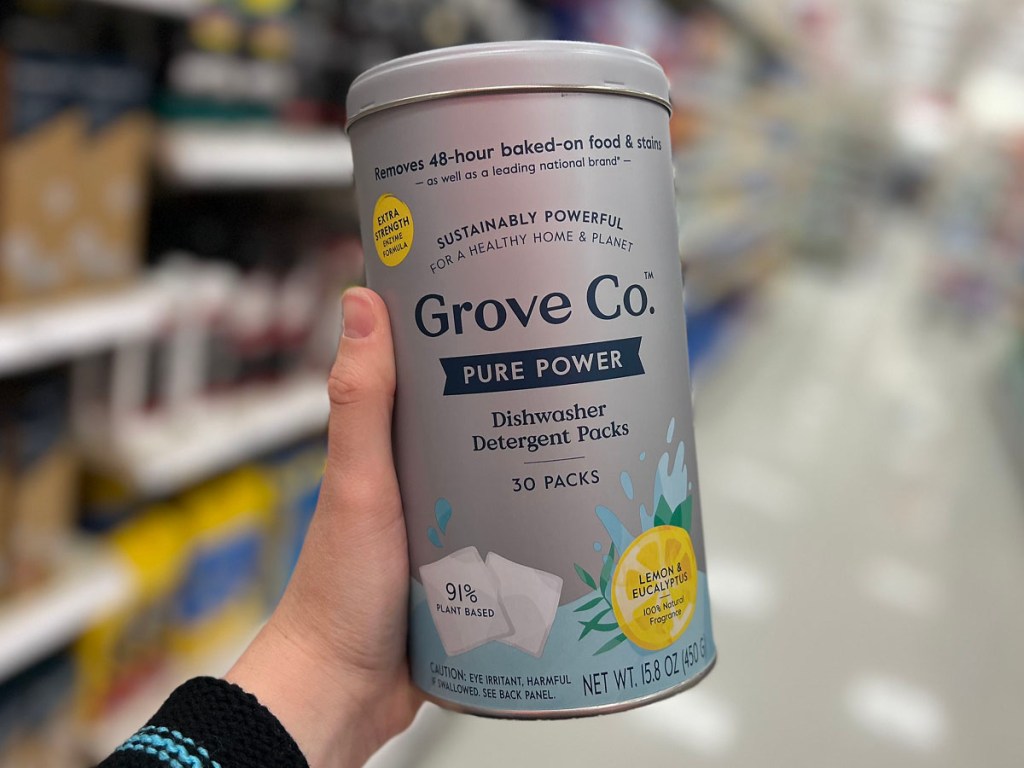 Removes 48-hour baked-on food & stains
— as well as a leading national brand* —
EXTRA
STRENGTH
ENZYME
FORMULA
SUSTAINABLY POWERFUL
FOR A HEALTHY HOME & PLANET
Grove Co.™
PURE POWER
Dishwasher
Detergent Packs
30 PACKS
91%
PLANT BASED
LEMON &
EUCALYPTUS
100% Natural
Fragrance
CAUTION: EYE IRRITANT, HARMFUL
IF SWALLOWED. SEE BACK PANEL.
NET WT. 15.8 OZ (450 G)